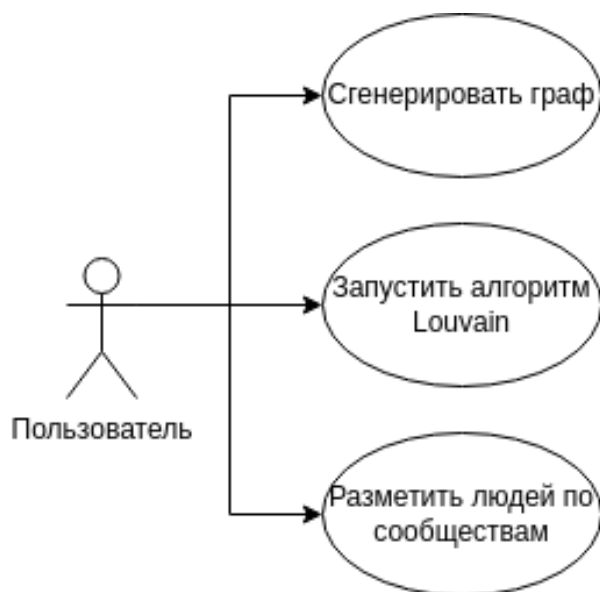 Сгенерировать граф
Запустить алгоритм
Louvain
Пользователь
Разметить людей по
сообществам